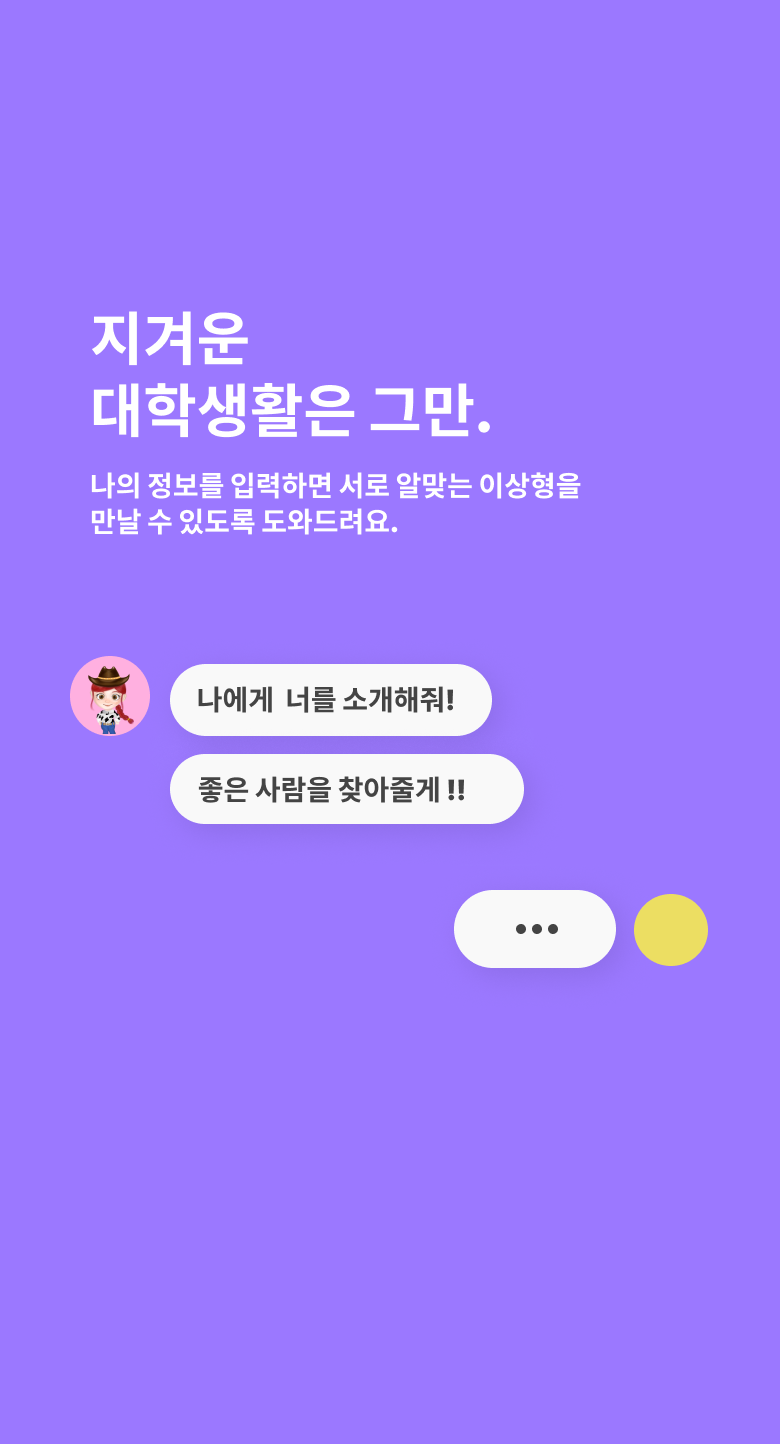 지겨운
대학생활은 그만.
나의 정보를 입력하면 서로 알맞는 이상형을
만날 수 있도록 도와드려요.
나에게  너를 소개해줘!
좋은 사람을 찾아줄게 !!
•••